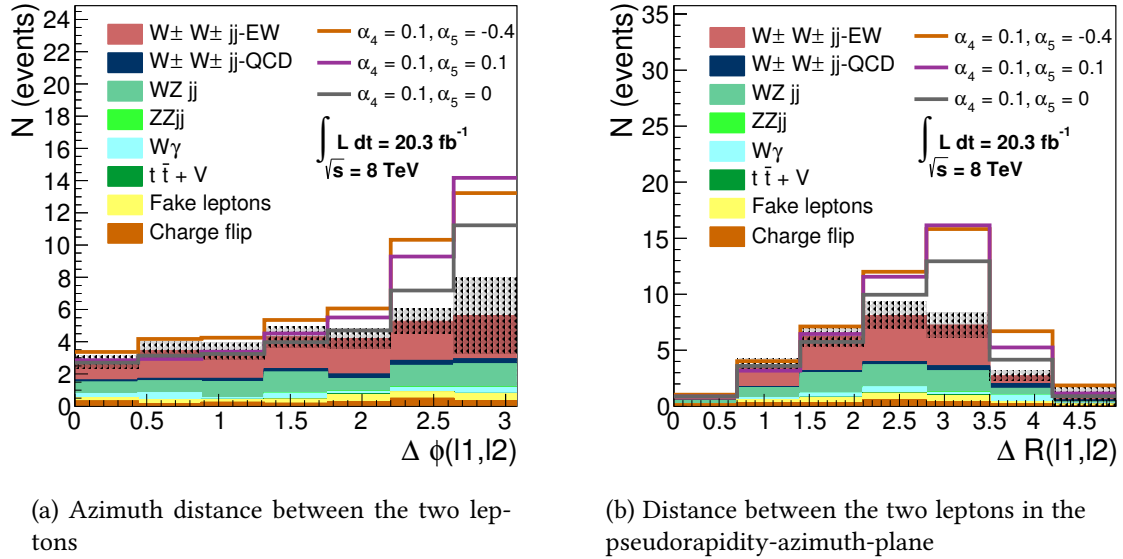 N (events)
24
22
20
18
16
14
12
10
8
6
4
2
0
W± W± jj-EW
W± W± jj-QCD
WZ jj
ZZjj
Wγ
t t̅ + V
Fake leptons
Charge flip
α₄ = 0.1, α₅ = -0.4
α₄ = 0.1, α₅ = 0.1
α₄ = 0.1, α₅ = 0
∫ L dt = 20.3 fb⁻¹
√s = 8 TeV
0 0.5 1 1.5 2 2.5 3
Δ ϕ(l1,l2)
(a) Azimuth distance between the two lep-
tons
N (events)
35
30
25
20
15
10
5
0
W± W± jj-EW
W± W± jj-QCD
WZ jj
ZZjj
Wγ
t t̅ + V
Fake leptons
Charge flip
α₄ = 0.1, α₅ = -0.4
α₄ = 0.1, α₅ = 0.1
α₄ = 0.1, α₅ = 0
∫ L dt = 20.3 fb⁻¹
√s = 8 TeV
0 0.5 1 1.5 2 2.5 3 3.5 4 4.5
Δ R(l1,l2)
(b) Distance between the two leptons in the
pseudorapidity-azimuth-plane